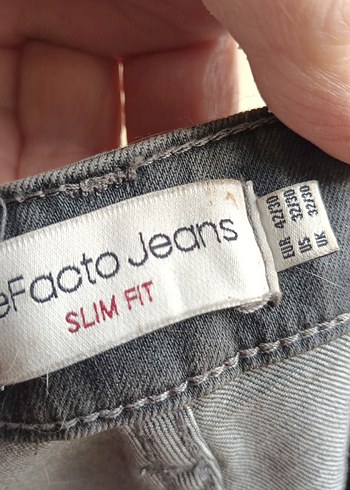 eFacto Jeans
SLIM FIT
EUR 42/30
US 32/30
UK 32/30